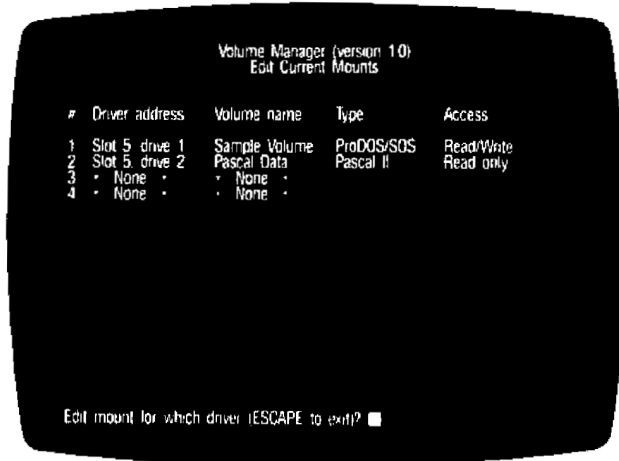 Volume Manager (version 1.0)
Edit Current Mounts
# Driver address Volume name Type Access
1 Slot 5, drive 1 Sample Volume ProDOS/SOS Read/Write
2 Slot 5, drive 2 Pascal Data Pascal II Read only
3 * None * * None *
4 * None * * None *
Edit mount for which driver (ESCAPE to exit)?